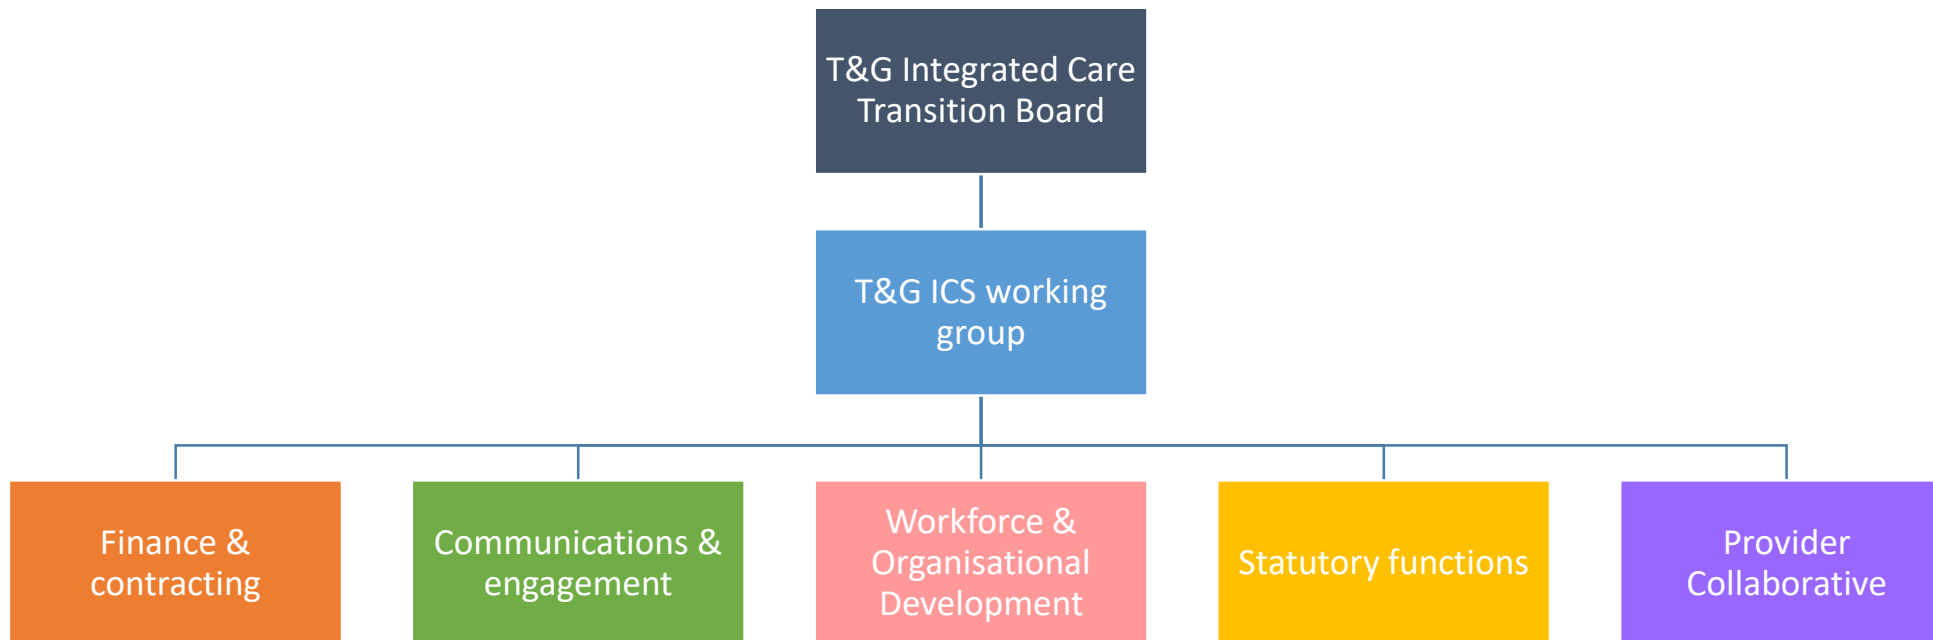 T&G Integrated Care
Transition Board
T&G ICS working
group
Finance &
contracting
Communications &
engagement
Workforce &
Organisational
Development
Statutory functions
Provider
Collaborative